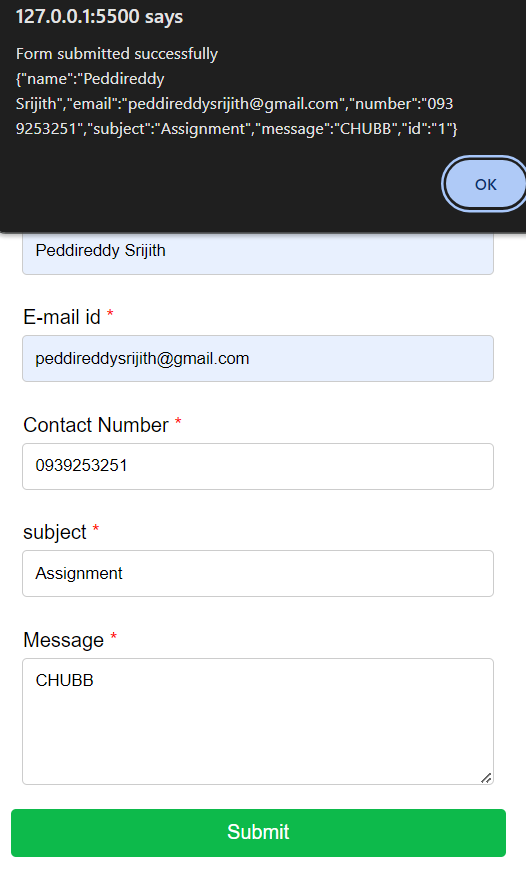 127.0.0.1:5500 says
Form submitted successfully
{"name":"Peddireddy
Srijith","email":"peddireddysrijith@gmail.com","number":"093
9253251","subject":"Assignment","message":"CHUBB","id":"1"}
OK
Peddireddy Srijith
E-mail id *
peddireddysrijith@gmail.com
Contact Number *
0939253251
subject *
Assignment
Message *
CHUBB
Submit